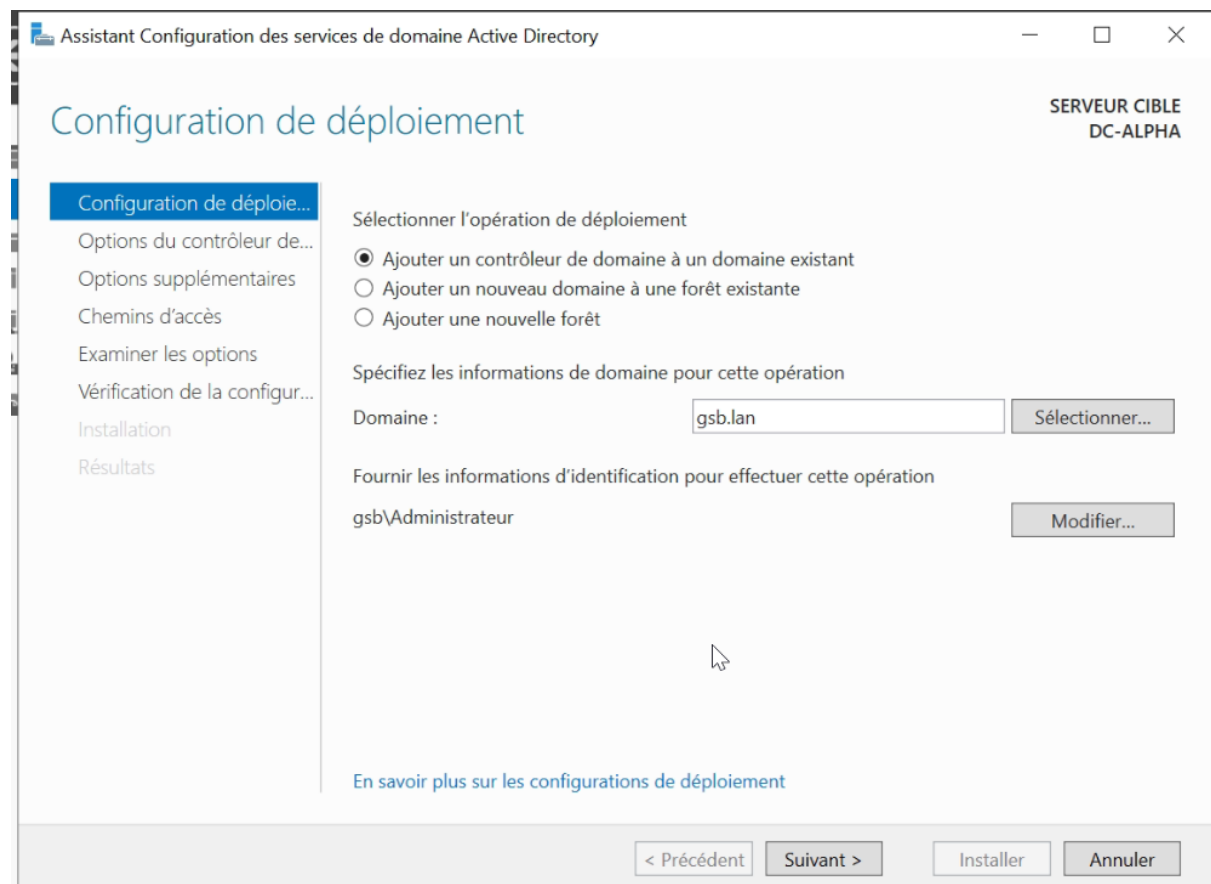 Assistant Configuration des services de domaine Active Directory
Configuration de déploiement
SERVEUR CIBLE
DC-ALPHA
Configuration de déploie...
Options du contrôleur de...
Options supplémentaires
Chemins d'accès
Examiner les options
Vérification de la configur...
Installation
Résultats
Sélectionner l'opération de déploiement
Ajouter un contrôleur de domaine à un domaine existant
Ajouter un nouveau domaine à une forêt existante
Ajouter une nouvelle forêt
Spécifiez les informations de domaine pour cette opération
Domaine : gsb.lan Sélectionner...
Fournir les informations d'identification pour effectuer cette opération
gsb\Administrateur Modifier...
En savoir plus sur les configurations de déploiement
< Précédent Suivant > Installer Annuler